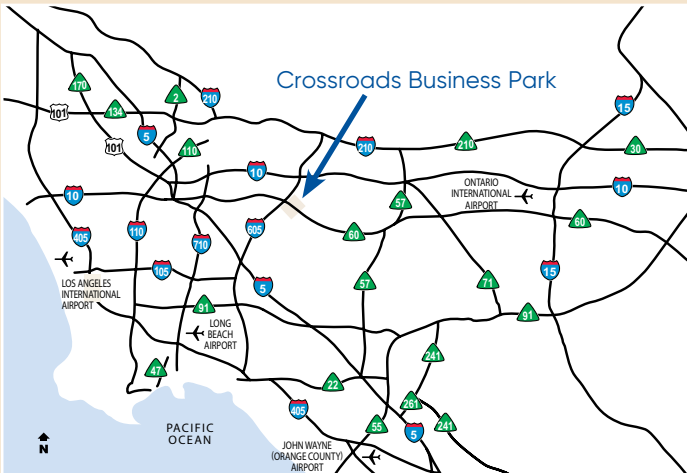 Crossroads Business Park
170
2
210
15
101
134
5
101
110
210
210
30
10
10
10
ONTARIO
INTERNATIONAL
AIRPORT
57
405
110
710
605
60
60
105
5
57
71
15
LOS ANGELES
INTERNATIONAL
AIRPORT
91
91
LONG
BEACH
AIRPORT
241
47
22
405
261
241
55
5
PACIFIC
OCEAN
JOHN WAYNE
(ORANGE COUNTY)
AIRPORT
N